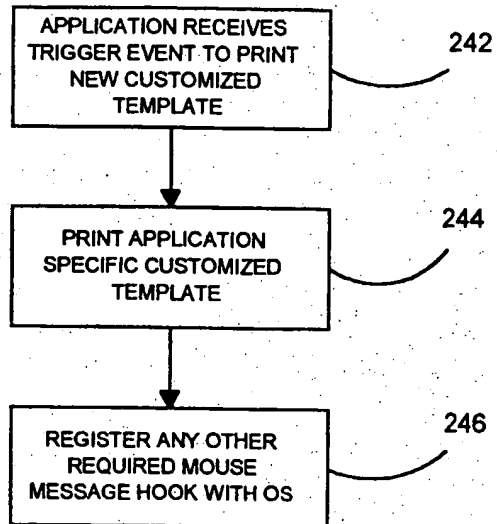 APPLICATION RECEIVES
TRIGGER EVENT TO PRINT
NEW CUSTOMIZED
TEMPLATE
242
PRINT APPLICATION
SPECIFIC CUSTOMIZED
TEMPLATE
244
REGISTER ANY OTHER
REQUIRED MOUSE
MESSAGE HOOK WITH OS
246